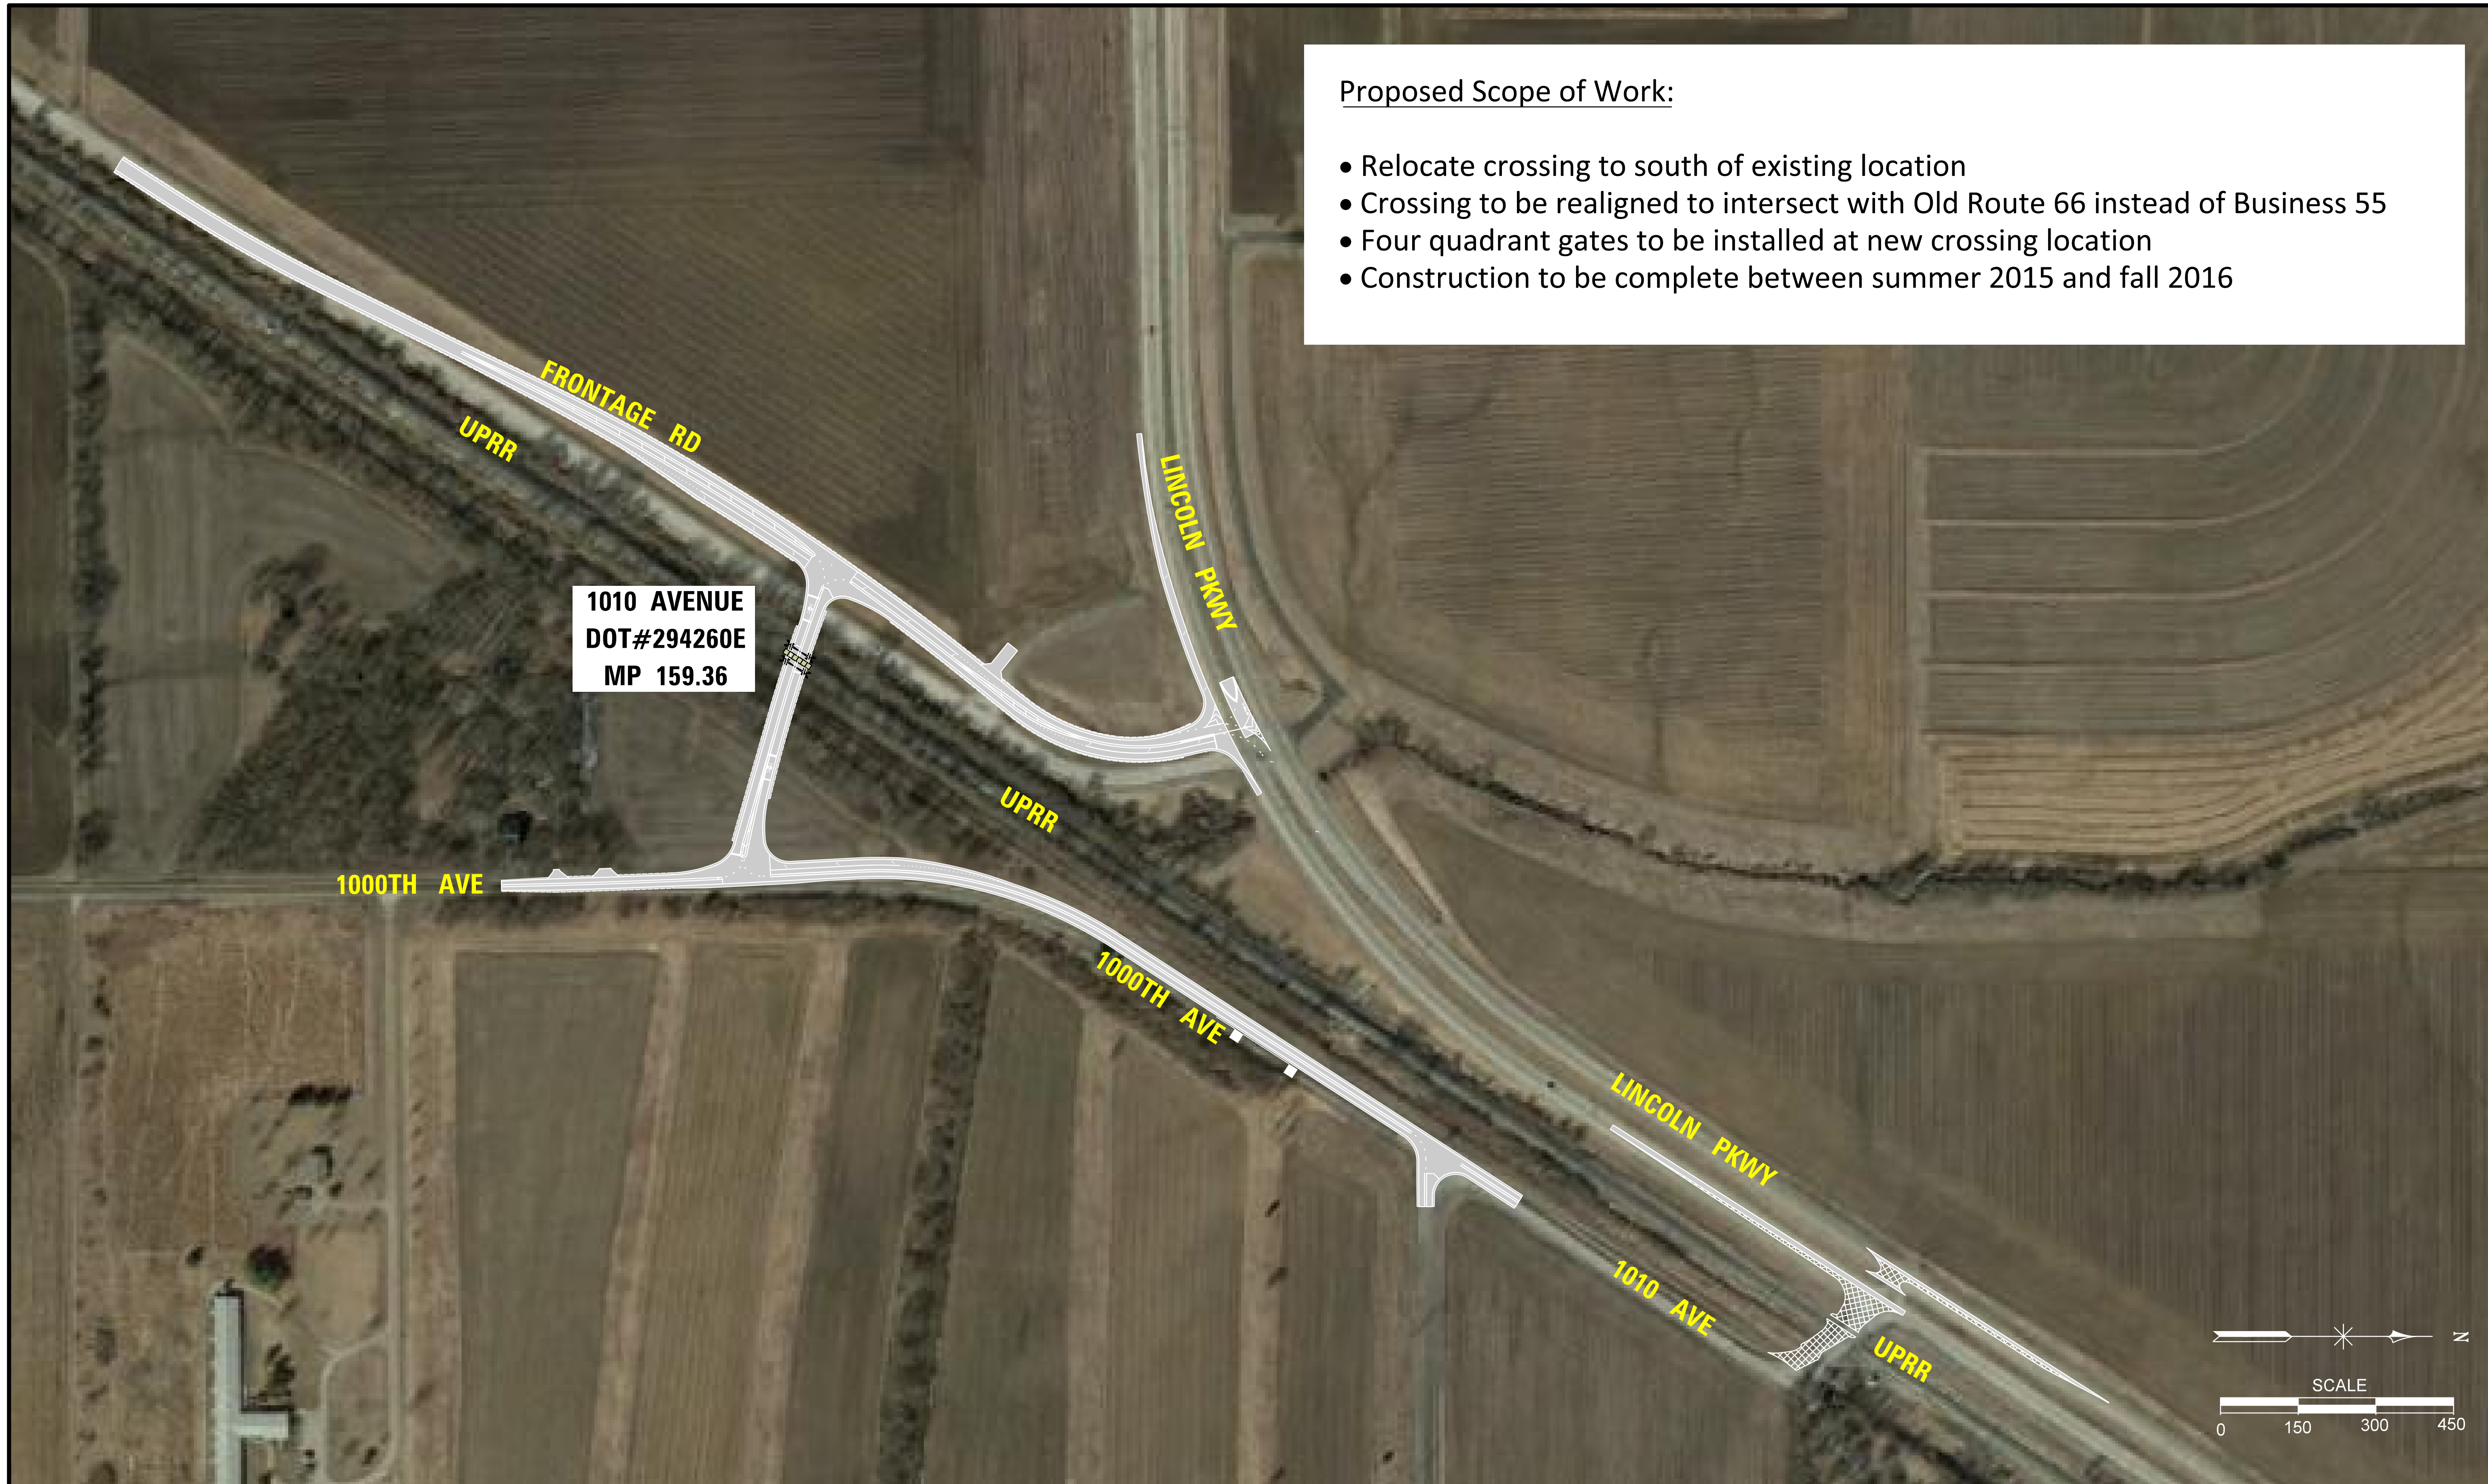 Proposed Scope of Work:
• Relocate crossing to south of existing location
• Crossing to be realigned to intersect with Old Route 66 instead of Business 55
• Four quadrant gates to be installed at new crossing location
• Construction to be complete between summer 2015 and fall 2016
FRONTAGE RD
UPRR
LINCOLN PKWY
1010 AVENUE
DOT#294260E
MP 159.36
UPRR
1000TH AVE
1000TH AVE
LINCOLN PKWY
1010 AVE
UPRR
N
SCALE
0 150 300 450